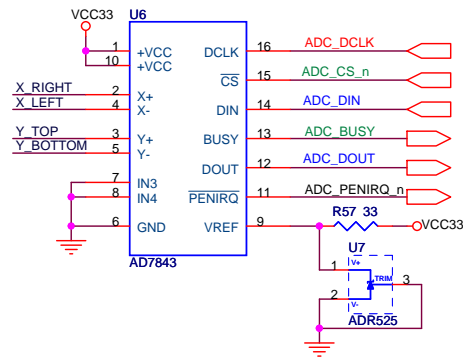 VCC33 U6
1 +VCC DCLK 16 ADC_DCLK
10 +VCC
CS 15 ADC_CS_n
X_RIGHT 2 X+
X_LEFT 4 X- DIN 14 ADC_DIN
Y_TOP 3 Y+ BUSY 13 ADC_BUSY
Y_BOTTOM 5 Y-
DOUT 12 ADC_DOUT
7 IN3
8 IN4 PENIRQ 11 ADC_PENIRQ_n
6 GND VREF 9 R57 33 VCC33
AD7843
U7
1 V+
TRIM 3
2 V-
ADR525